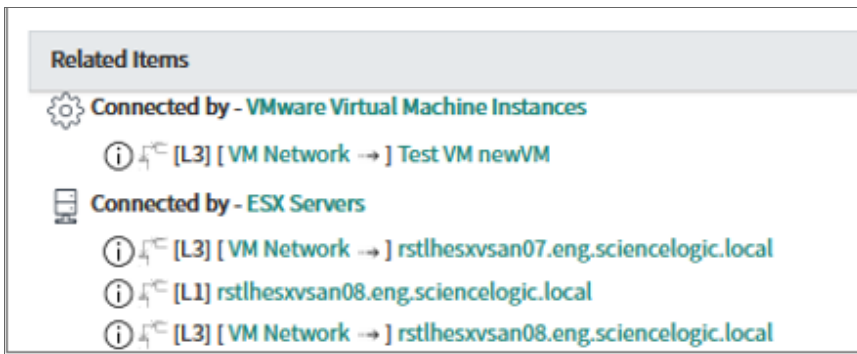 Related Items
Connected by - VMware Virtual Machine Instances
[L3] [ VM Network → ] Test VM newVM
Connected by - ESX Servers
[L3] [ VM Network → ] rstlhesxvsan07.eng.sciencelogic.local
[L1] rstlhesxvsan08.eng.sciencelogic.local
[L3] [ VM Network → ] rstlhesxvsan08.eng.sciencelogic.local